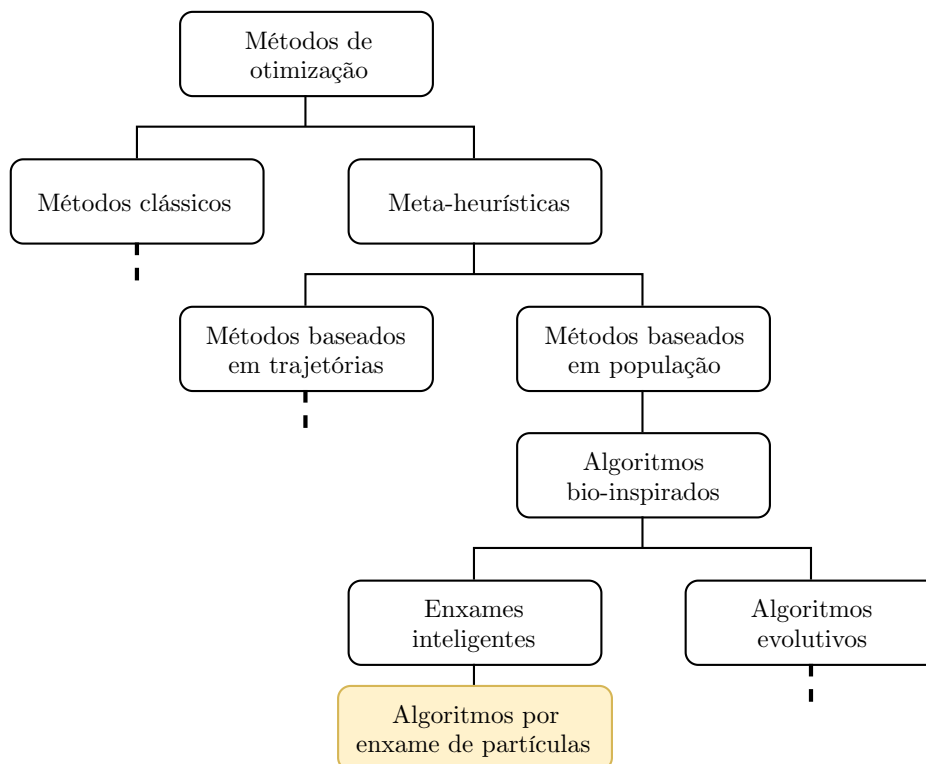 Métodos de
otimização
Métodos clássicos
Meta-heurísticas
Métodos baseados
em trajetórias
Métodos baseados
em população
Algoritmos
bio-inspirados
Enxames
inteligentes
Algoritmos
evolutivos
Algoritmos por
enxame de partículas